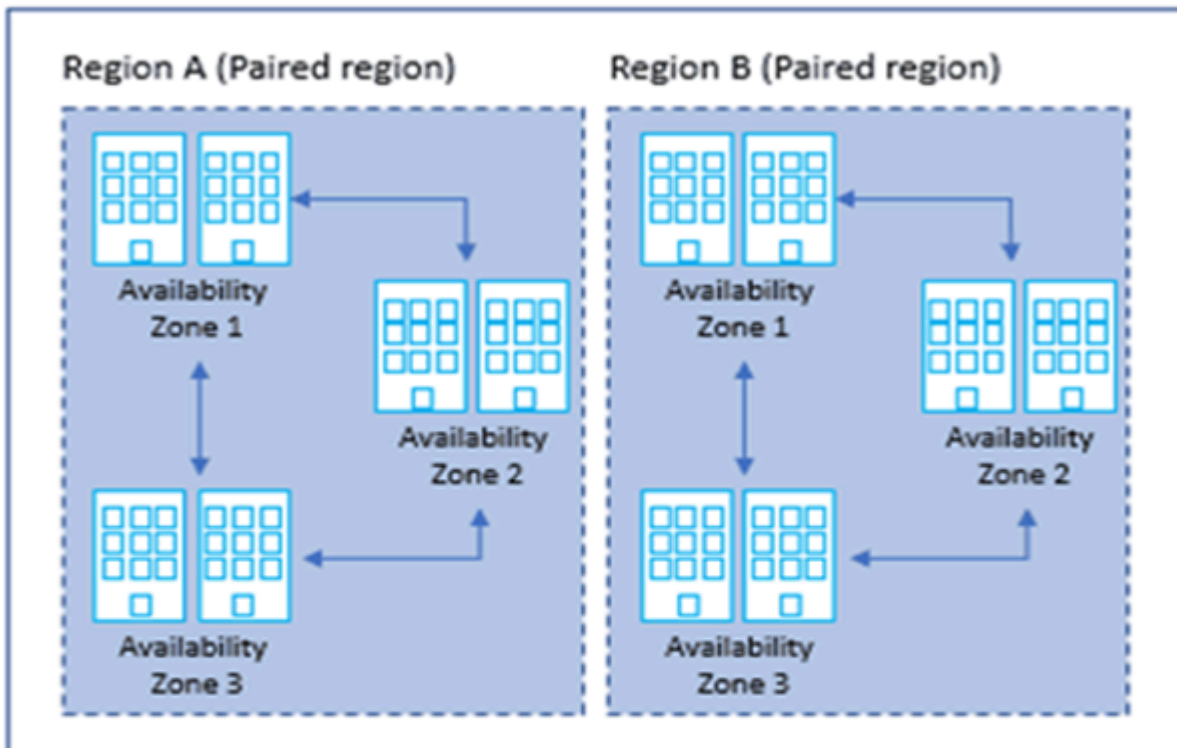 Region A (Paired region)
Availability
Zone 1
Availability
Zone 2
Availability
Zone 3
Region B (Paired region)
Availability
Zone 1
Availability
Zone 2
Availability
Zone 3